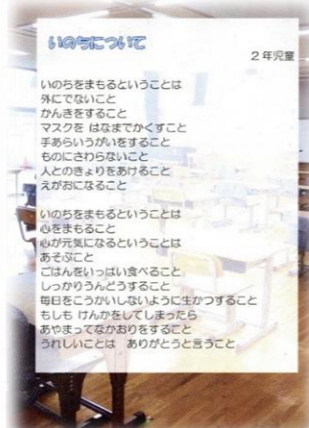 いのちについて
2年児童
いのちをまもるということは
外にでないこと
かんきをすること
マスクを はなまでかくすこと
手あらいうがいをすること
ものにさわらないこと
人とのきょりをあけること
えがおになること
いのちをまもるということは
心をまもること
心が元気になるということは
あそぶこと
ごはんをいっぱい食べること
しっかりうんどうすること
毎日をこうかいしないように生かつすること
もしも けんかをしてしまったら
あやまってなかおりをすること
うれしいことは ありがとうと言うこと